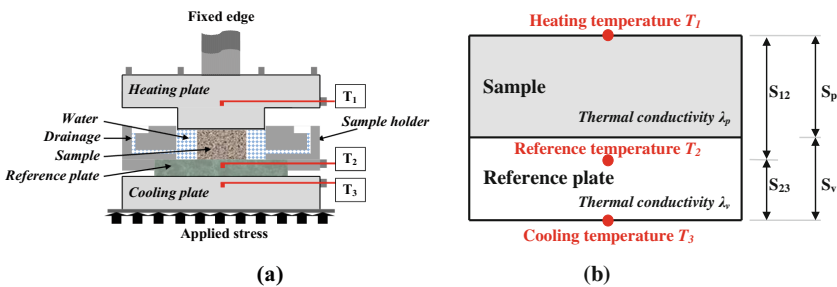 Fixed edge
Heating plate
T₁
Water
Drainage
Sample
Reference plate
Sample holder
T₂
Cooling plate
T₃
Applied stress
(a)
Heating temperature T₁
Sample
Thermal conductivity λₚ
S₁₂
Sₚ
Reference temperature T₂
Reference plate
Thermal conductivity λᵥ
S₂₃
Sᵥ
Cooling temperature T₃
(b)